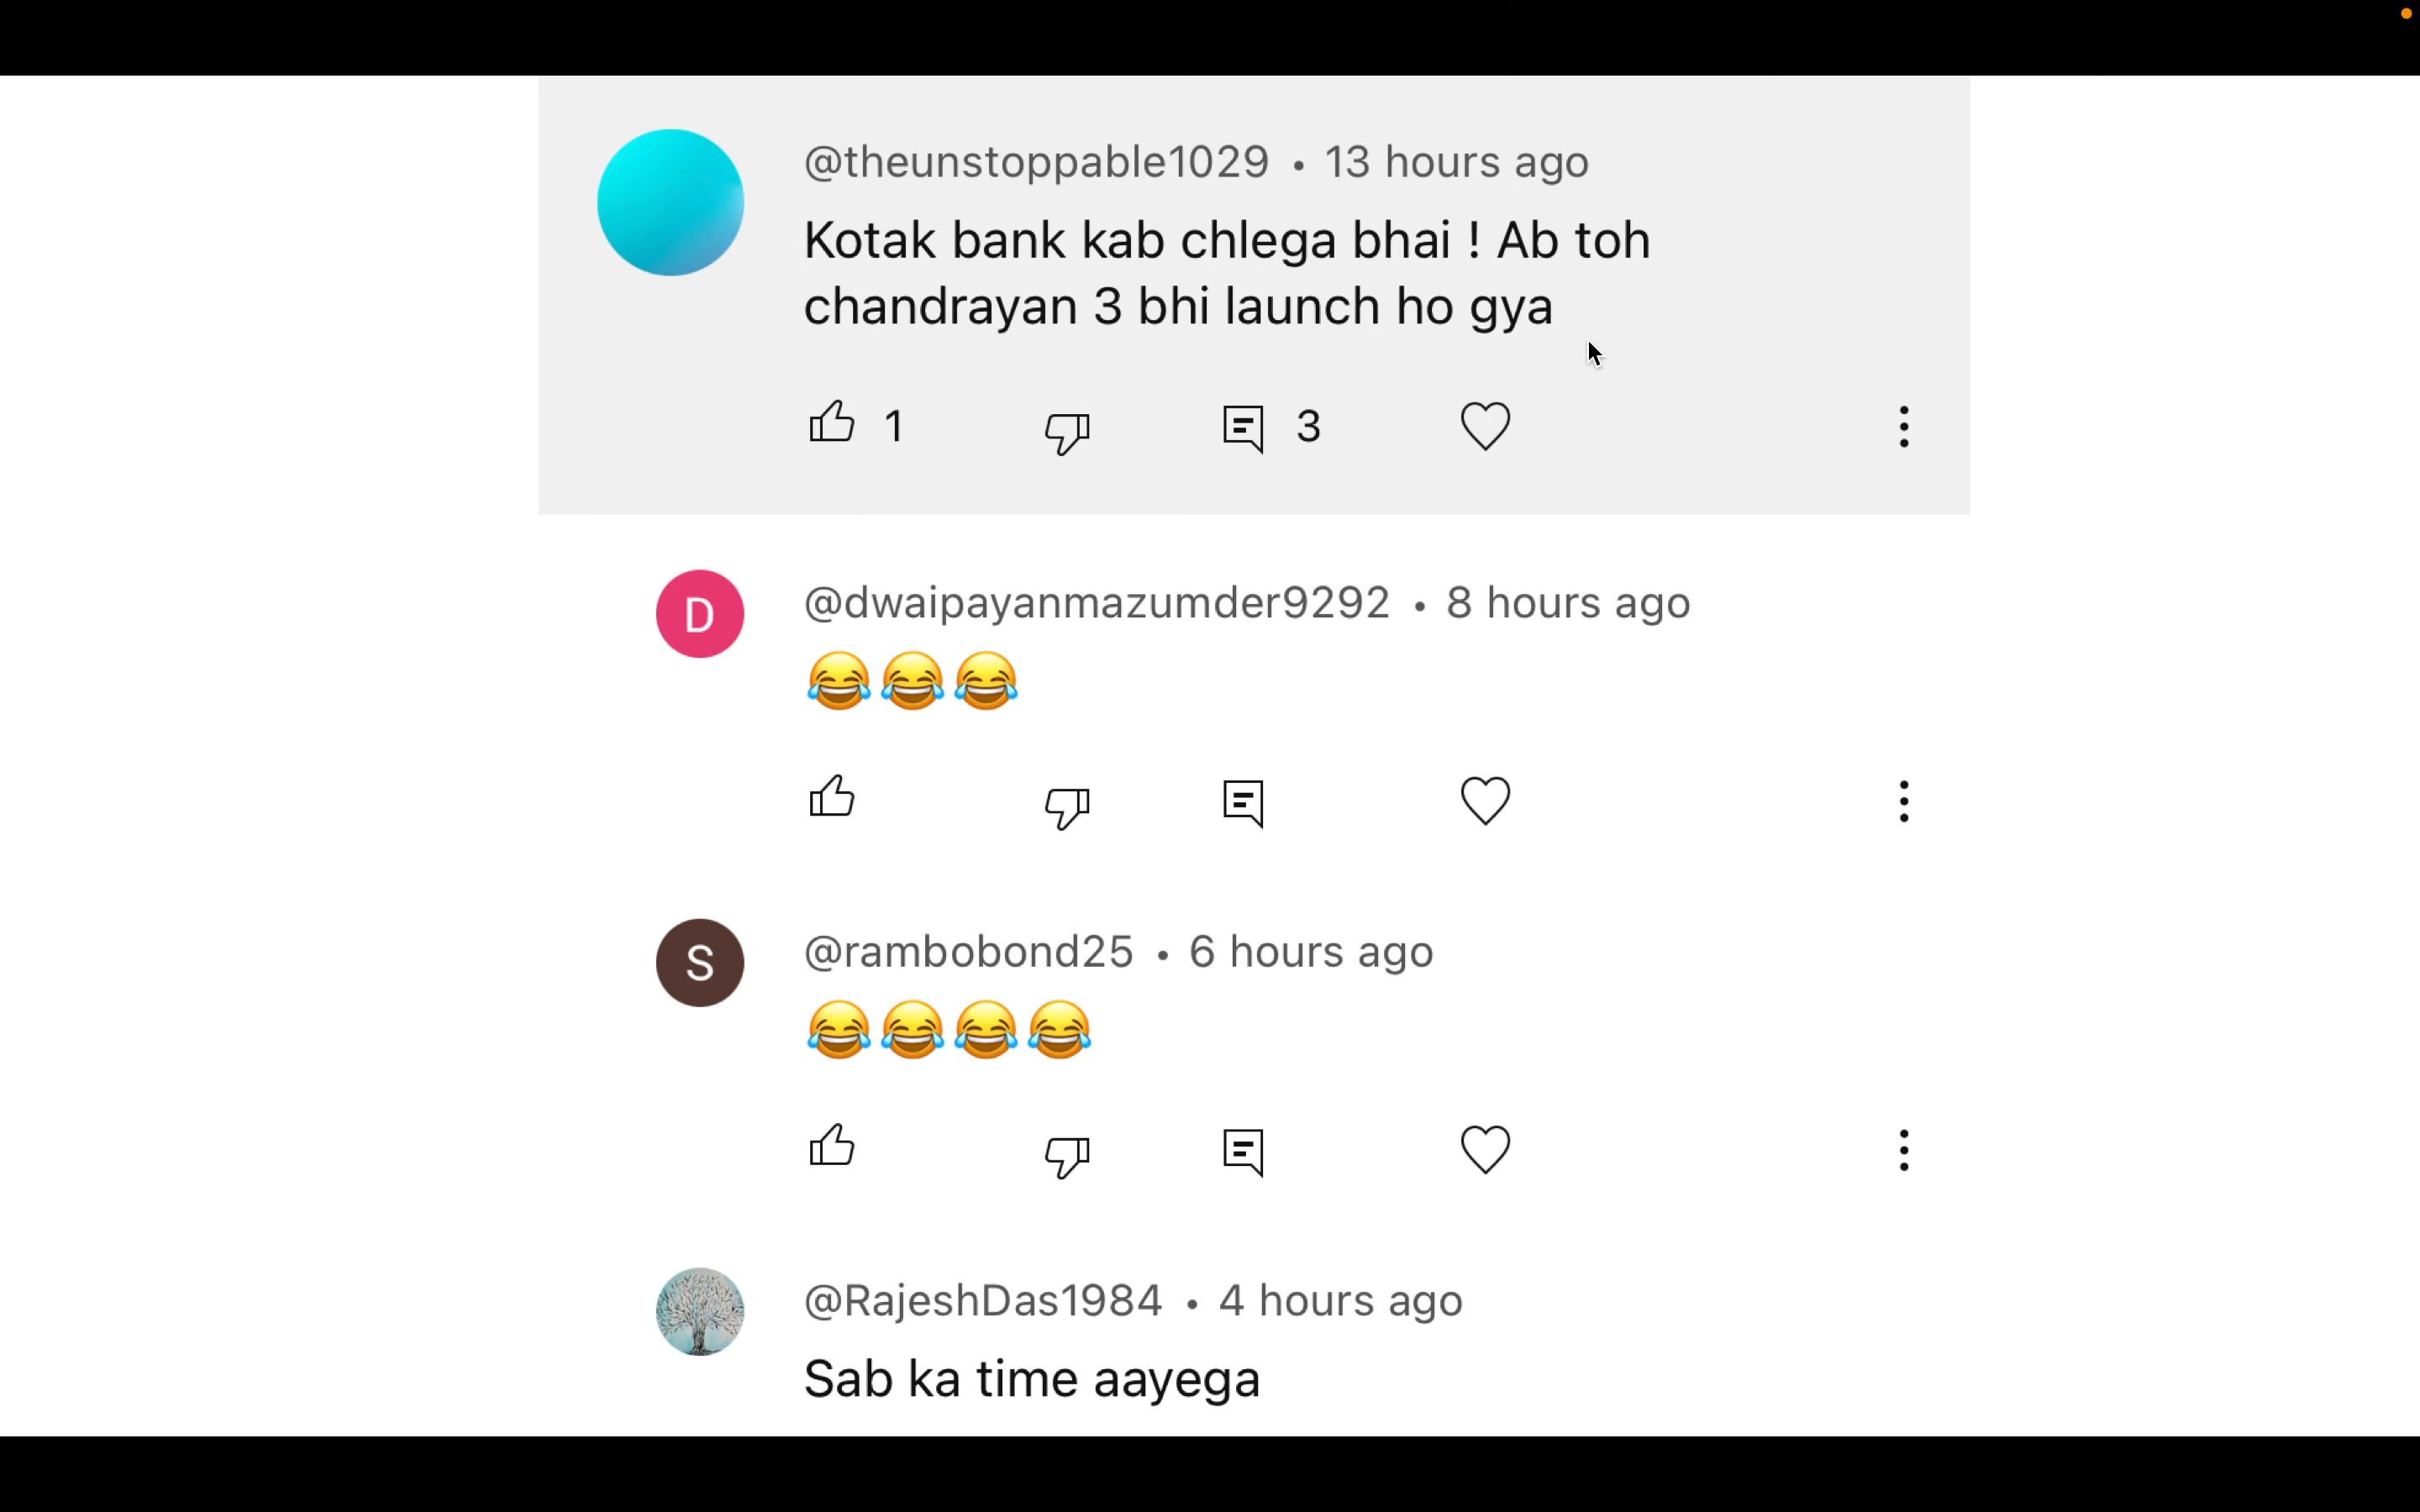 @theunstoppable1029 • 13 hours ago
Kotak bank kab chlega bhai ! Ab toh
chandrayan 3 bhi launch ho gya
1 3
D
@dwaipayanmazumder9292 • 8 hours ago
😂😂😂
S
@rambobond25 • 6 hours ago
😂😂😂😂
@RajeshDas1984 • 4 hours ago
Sab ka time aayega